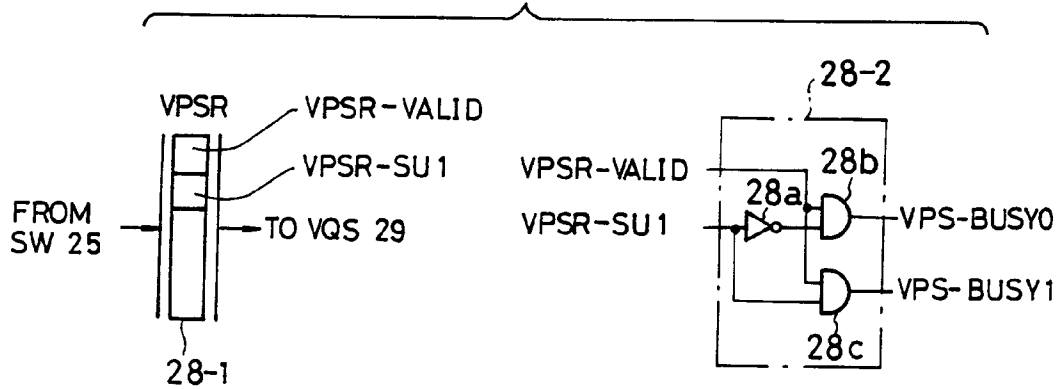 VPSR
VPSR-VALID
VPSR-SU1
FROM
SW 25
TO VQS 29
28-1
28-2
VPSR-VALID
VPSR-SU1
28a
28b
28c
VPS-BUSY0
VPS-BUSY1